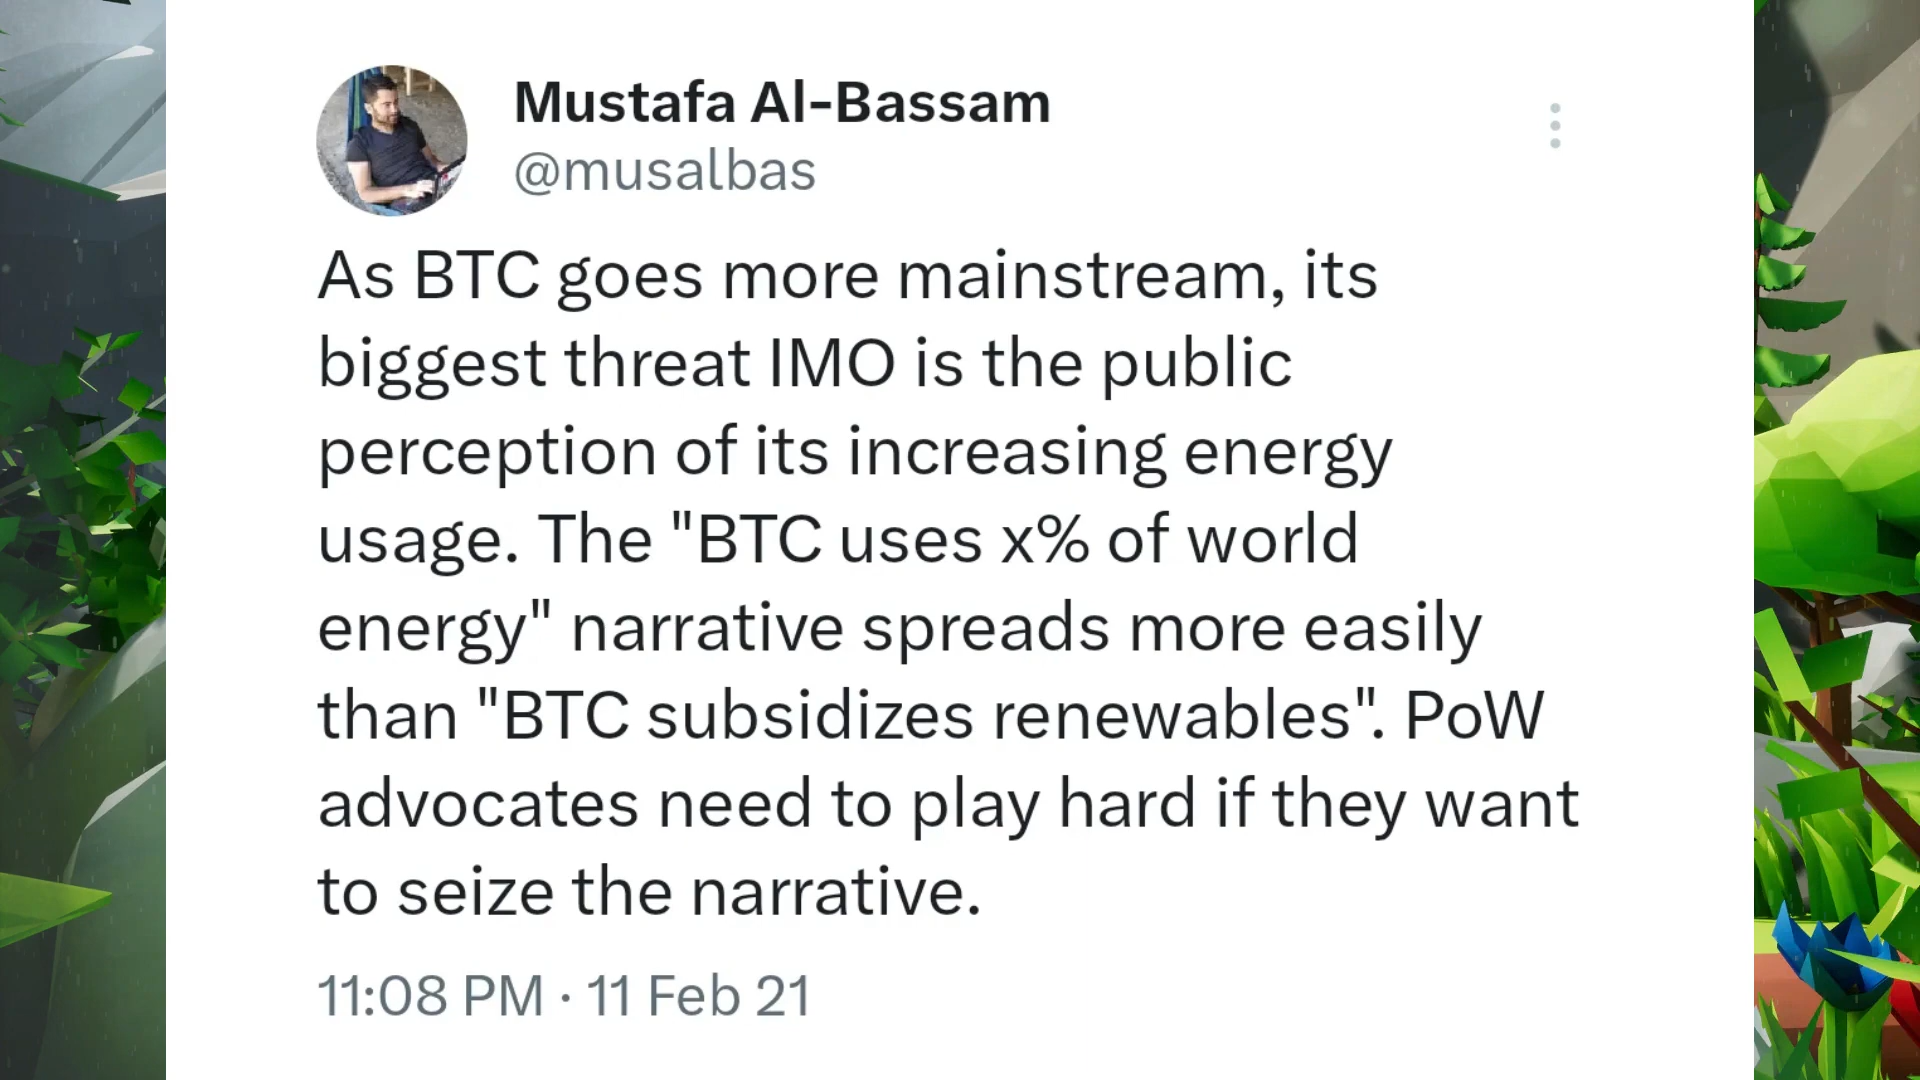 Mustafa Al-Bassam
@musalbas
As BTC goes more mainstream, its
biggest threat IMO is the public
perception of its increasing energy
usage. The "BTC uses x% of world
energy" narrative spreads more easily
than "BTC subsidizes renewables". PoW
advocates need to play hard if they want
to seize the narrative.
11:08 PM · 11 Feb 21